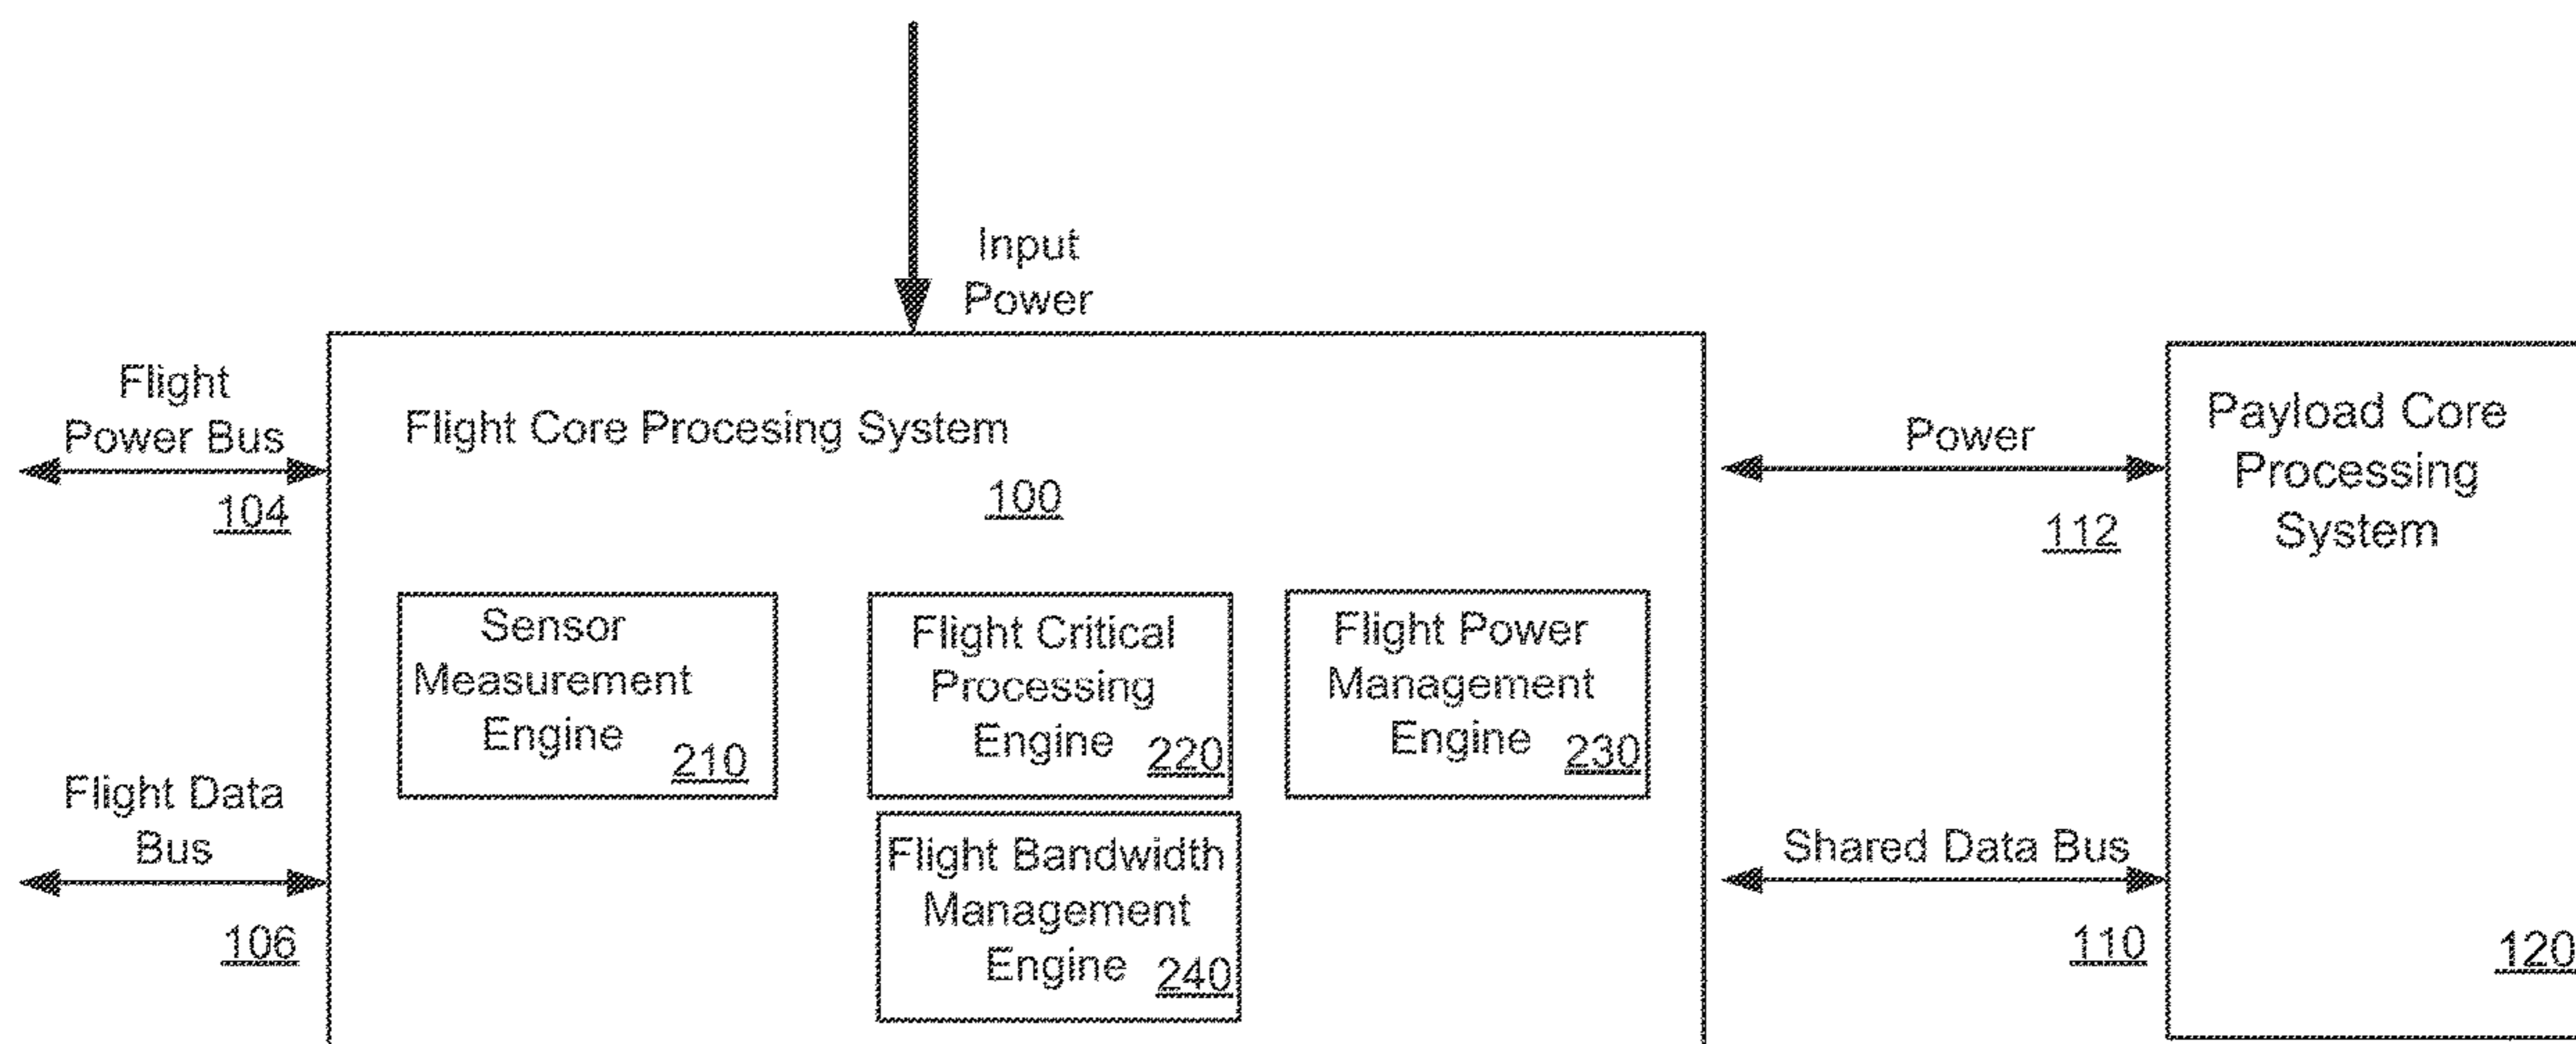 Input
Power
Flight
Power Bus
104
Flight Core Procesing System
100
Power
112
Payload Core
Processing
System
Sensor
Measurement
Engine
210
Flight Critical
Processing
Engine
220
Flight Power
Management
Engine
230
Flight Data
Bus
106
Flight Bandwidth
Management
Engine
240
Shared Data Bus
110
120